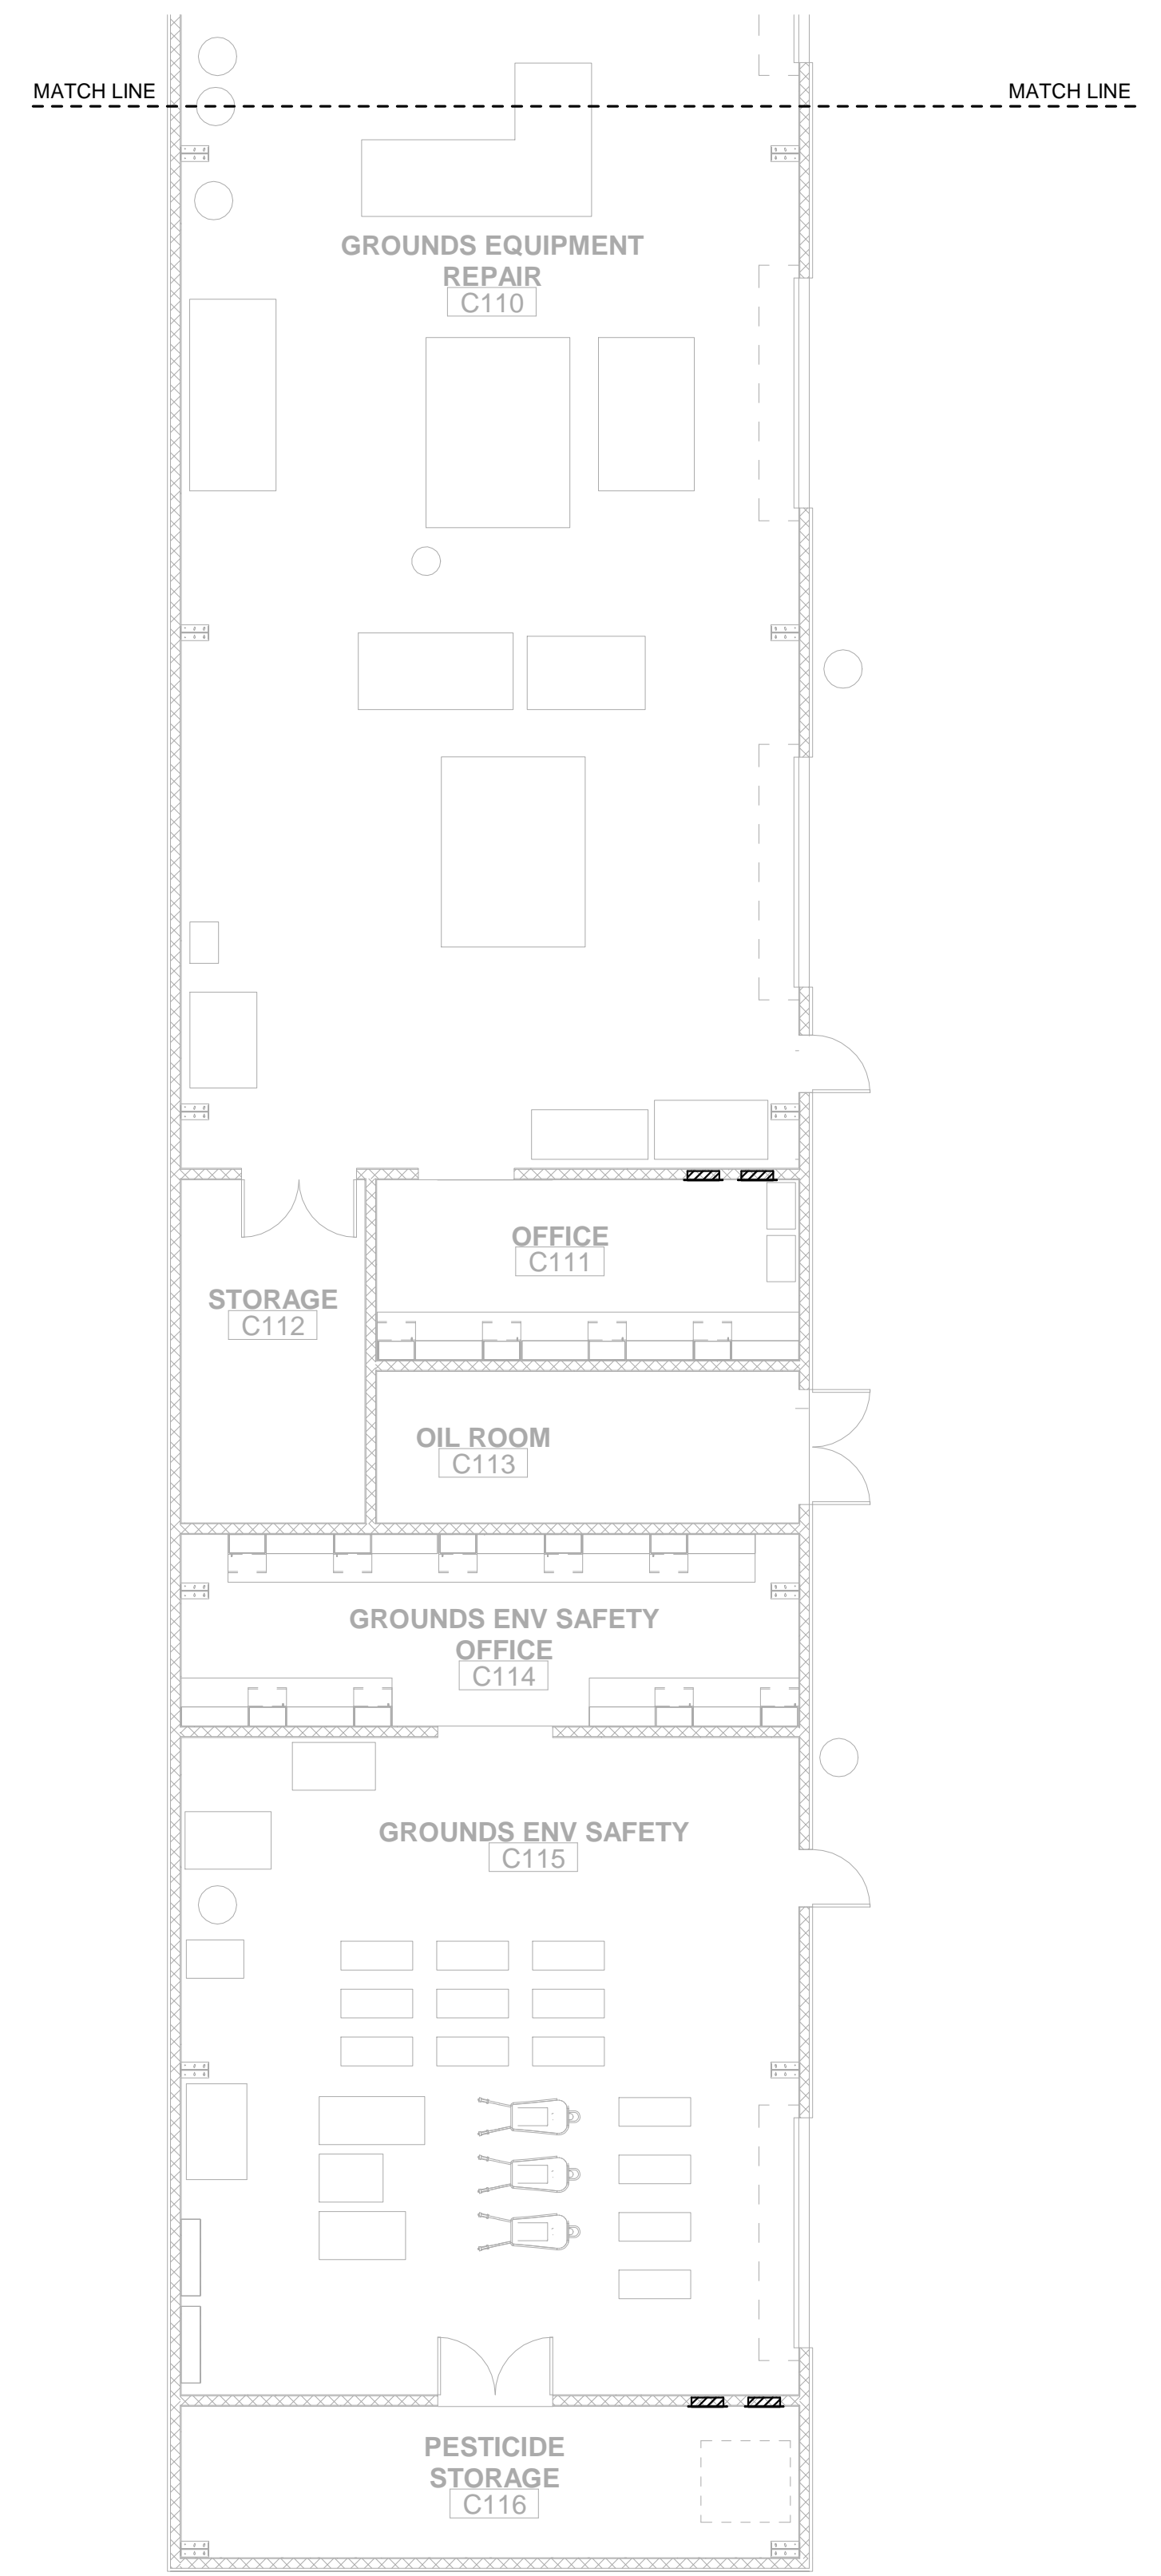 MATCH LINE
MATCH LINE
GROUNDS EQUIPMENT
REPAIR
C110
OFFICE
C111
STORAGE
C112
OIL ROOM
C113
GROUNDS ENV SAFETY
OFFICE
C114
GROUNDS ENV SAFETY
C115
PESTICIDE
STORAGE
C116